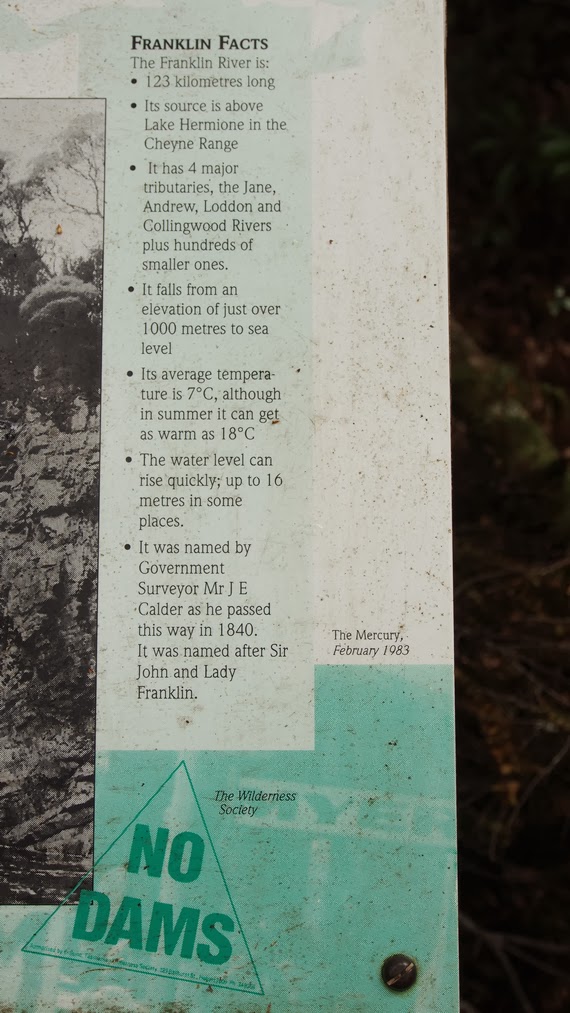 FRANKLIN FACTS
The Franklin River is:
• 123 kilometres long
• Its source is above
Lake Hermione in the
Cheyne Range
• It has 4 major
tributaries, the Jane,
Andrew, Loddon and
Collingwood Rivers
plus hundreds of
smaller ones.
• It falls from an
elevation of just over
1000 metres to sea
level
• Its average tempera-
ture is 7°C, although
in summer it can get
as warm as 18°C
• The water level can
rise quickly; up to 16
metres in some
places.
• It was named by
Government
Surveyor Mr J E
Calder as he passed
this way in 1840.
It was named after Sir
John and Lady
Franklin.
The Mercury,
February 1983
The Wilderness
Society
NO
DAMS